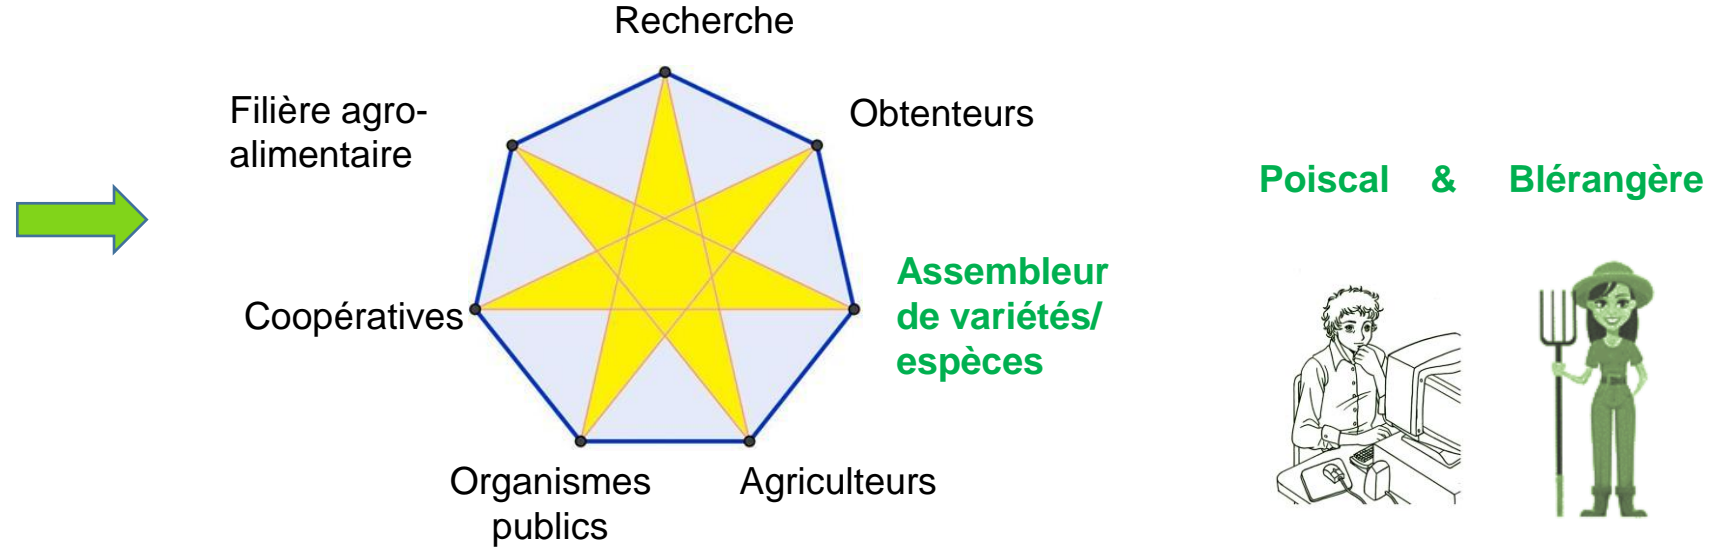 Recherche
Filière agro-
alimentaire
Obtenteurs
Poiscal & Blérangère
Assembleur
de variétés/
espèces
Coopératives
Organismes
publics
Agriculteurs